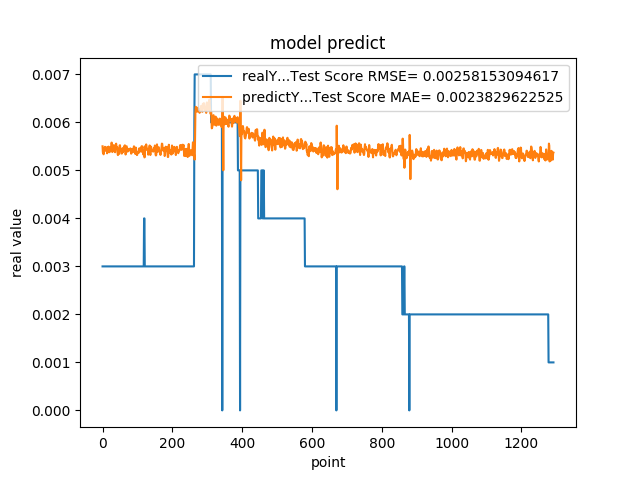 model predict
realY...Test Score RMSE= 0.00258153094617
predictY...Test Score MAE= 0.0023829622525
real value
0.007
0.006
0.005
0.004
0.003
0.002
0.001
0.000
0 200 400 600 800 1000 1200
point